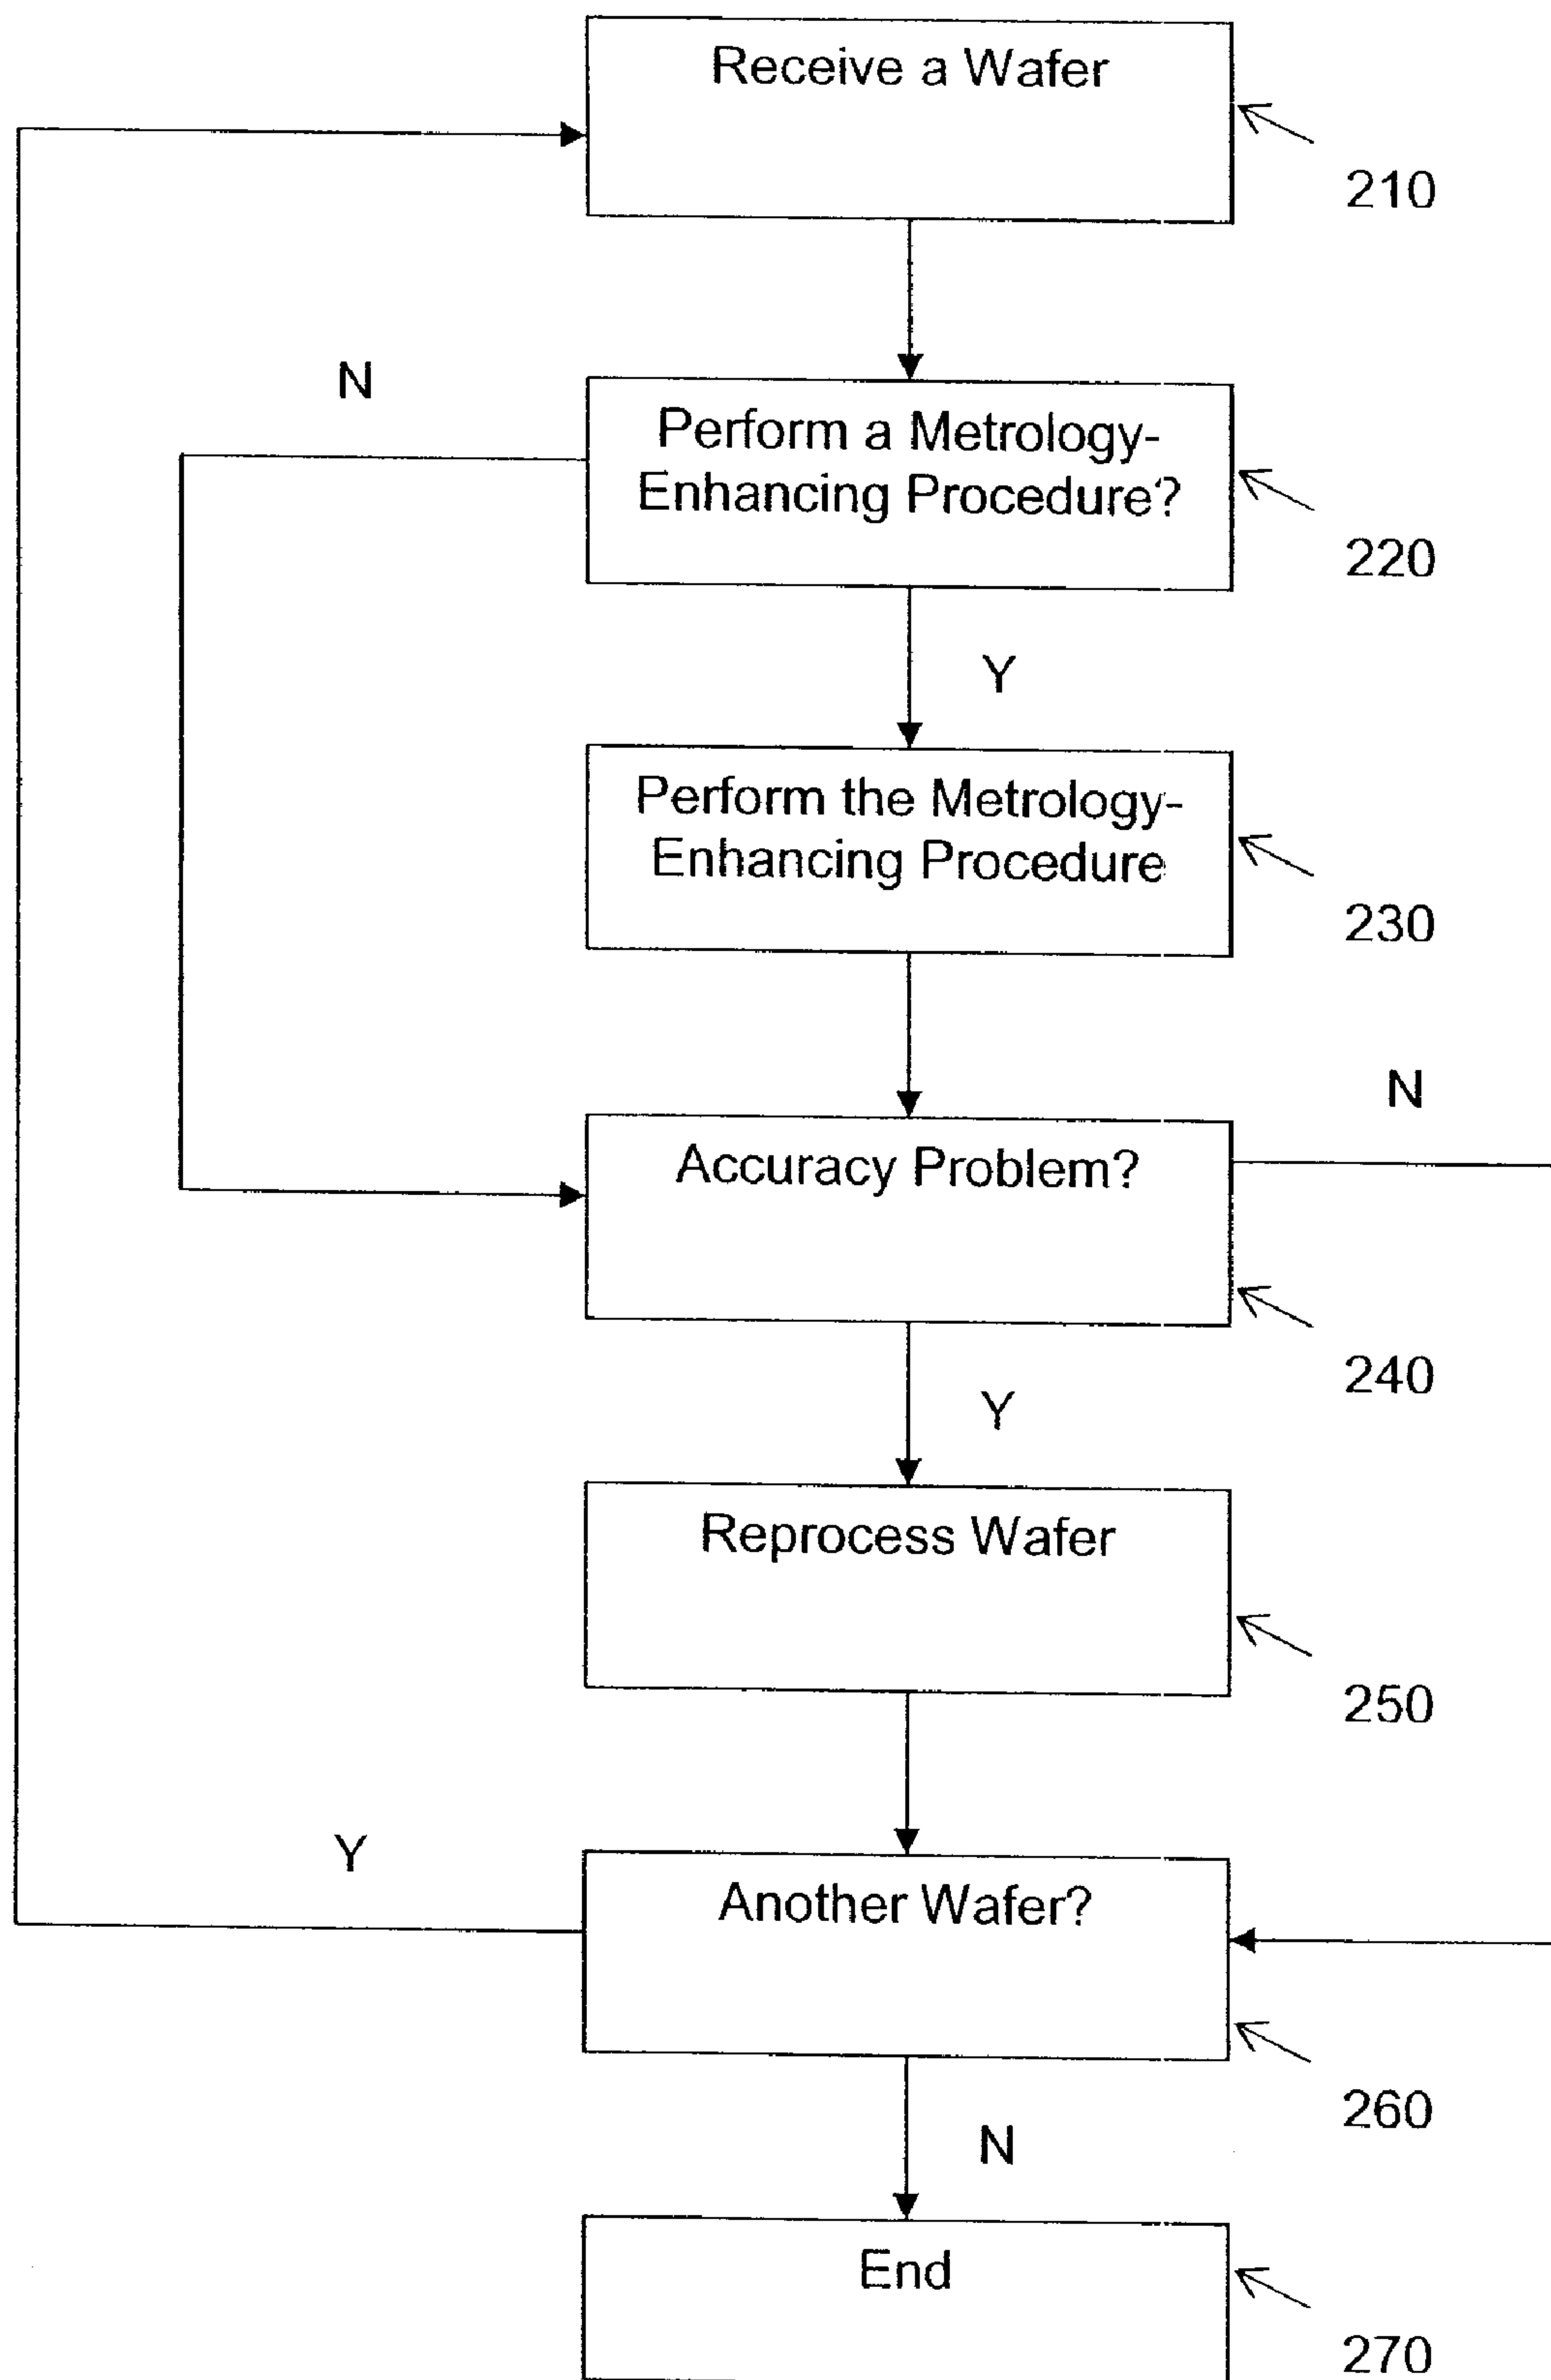 Receive a Wafer
210
N
Perform a Metrology-
Enhancing Procedure?
220
Y
Perform the Metrology-
Enhancing Procedure
230
N
Accuracy Problem?
240
Y
Reprocess Wafer
250
Y
Another Wafer?
260
N
End
270